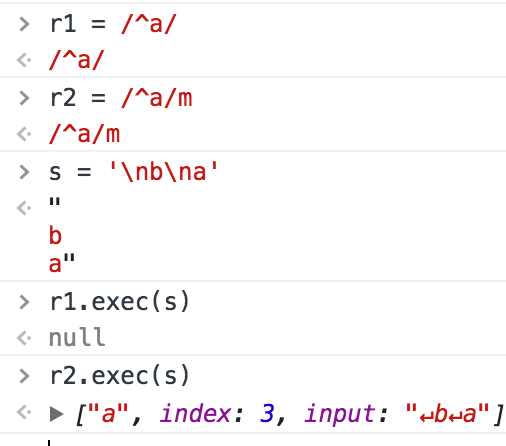 > r1 = /^a/
<· /^a/
> r2 = /^a/m
<· /^a/m
> s = '\nb\na'
<· "
b
a"
> r1.exec(s)
<· null
> r2.exec(s)
<· ▶ ["a", index: 3, input: "↵b↵a"]